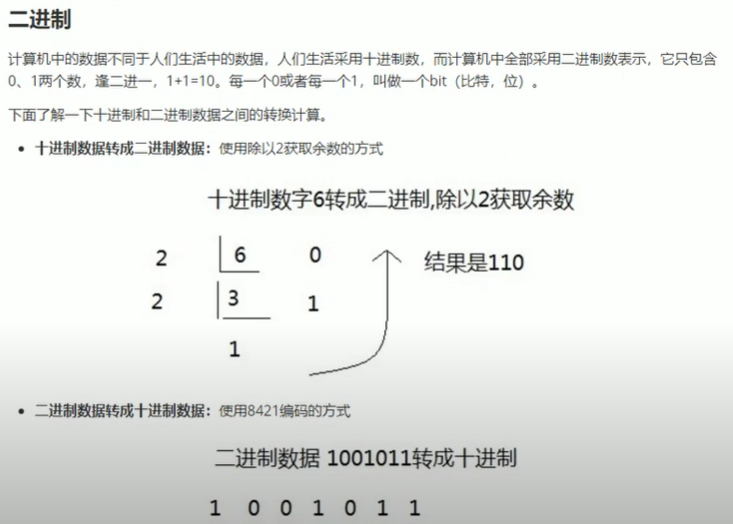 二进制
计算机中的数据不同于人们生活中的数据，人们生活采用十进制数，而计算机中全部采用二进制数表示，它只包含
0、1两个数，逢二进一，1+1=10。每一个0或者每一个1，叫做一个bit（比特，位）。
下面了解一下十进制和二进制数据之间的转换计算。
• 十进制数据转成二进制数据：使用除以2获取余数的方式
十进制数字6转成二进制,除以2获取余数
2 6 0 结果是110
2 3 1
1
• 二进制数据转成十进制数据：使用8421编码的方式
二进制数据 1001011转成十进制
1 0 0 1 0 1 1